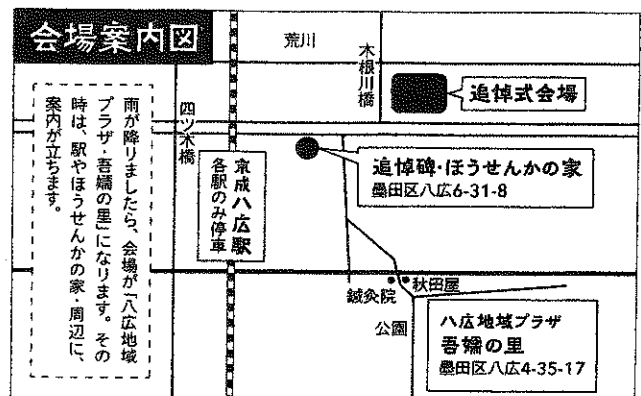 会場案内図
荒川
木根川橋
追悼式会場
四ツ木橋
追悼碑・ほうせんかの家
墨田区八広6-31-8
京成八広駅
各駅のみ停車
雨が降りましたら、会場が「八広地域
プラザ・吾嬬の里」になります。その
時は、駅やほうせんかの家・周辺に、
案内が立ちます。
鍼灸院
秋田屋
公園
八広地域プラザ
吾嬬の里
墨田区八広4-35-17